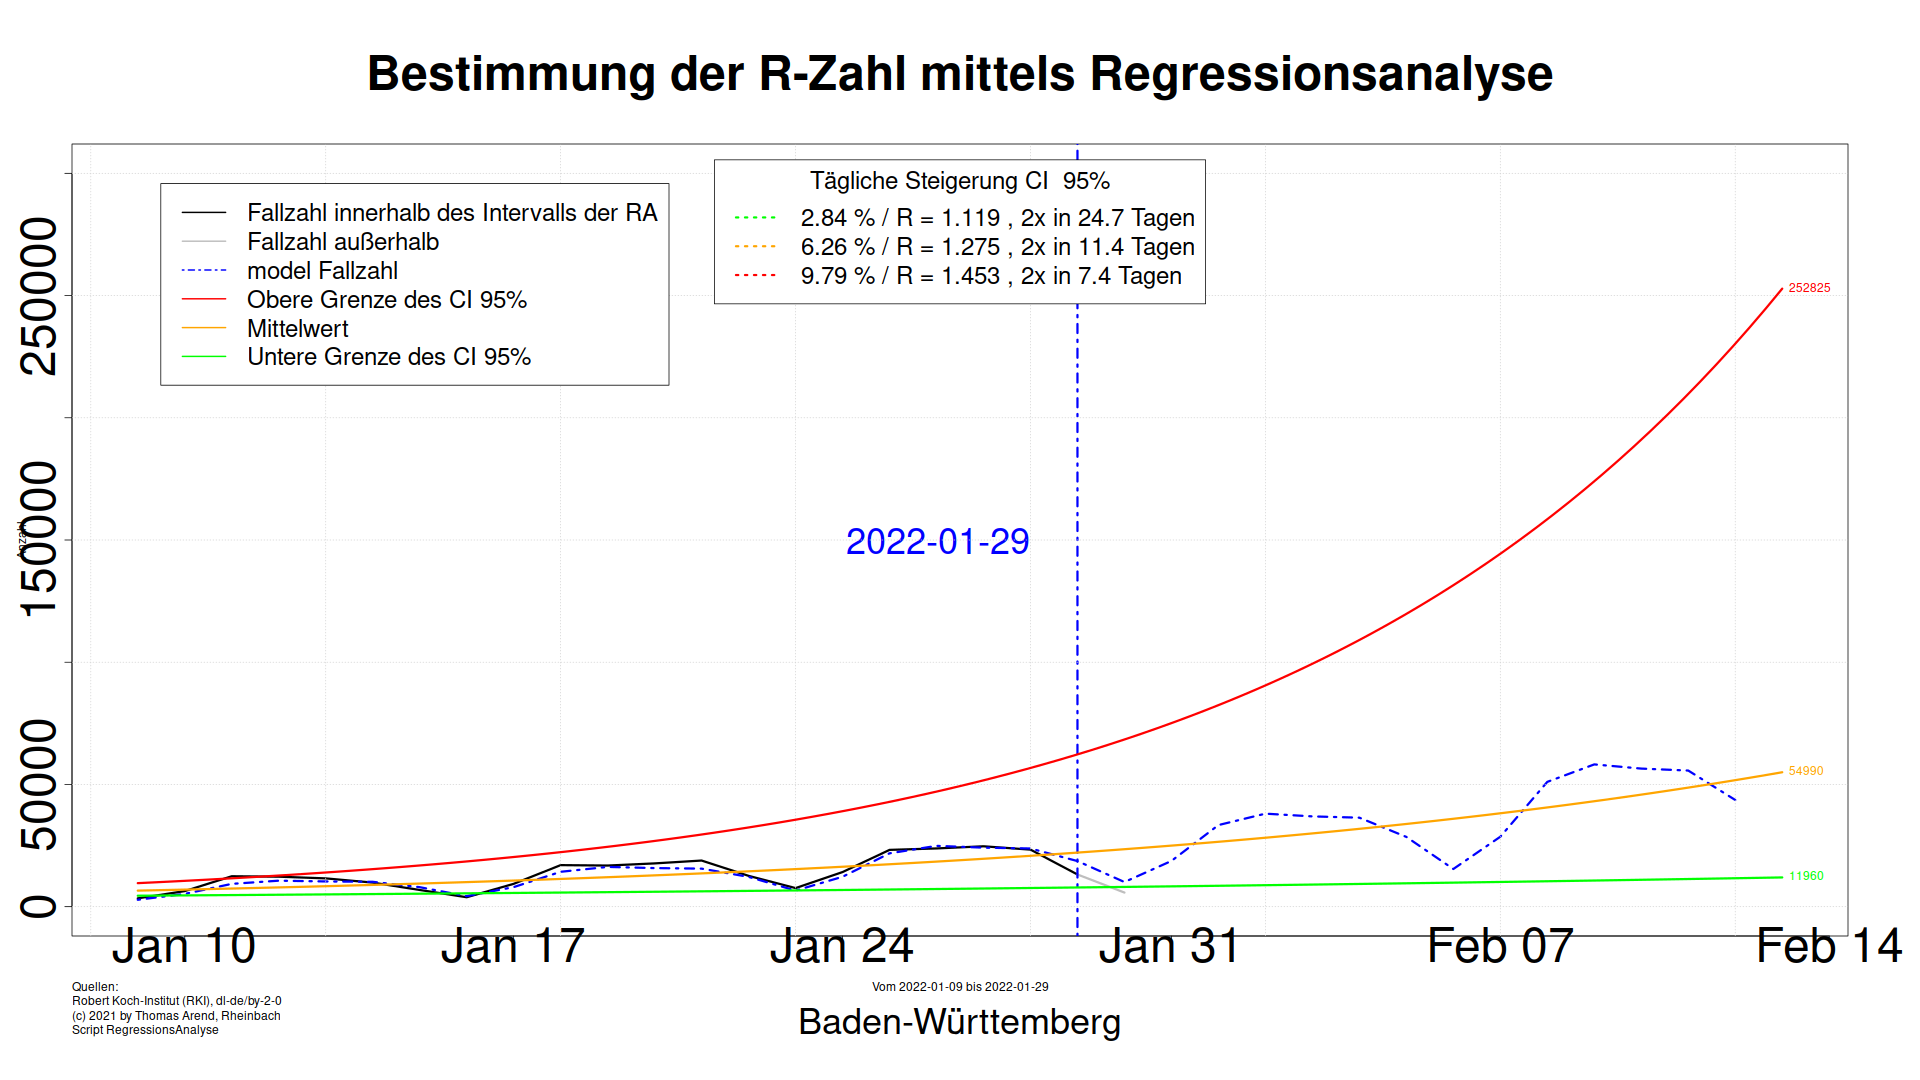 Bestimmung der R-Zahl mittels Regressionsanalyse
Fallzahl innerhalb des Intervalls der RA
Fallzahl außerhalb
model Fallzahl
Obere Grenze des CI 95%
Mittelwert
Untere Grenze des CI 95%
Tägliche Steigerung CI 95%
2.84 % / R = 1.119 , 2x in 24.7 Tagen
6.26 % / R = 1.275 , 2x in 11.4 Tagen
9.79 % / R = 1.453 , 2x in 7.4 Tagen
252825
250000
150000
Anzahl
2022-01-29
50000
54990
11960
0
Jan 10
Jan 17
Jan 24
Jan 31
Feb 07
Feb 14
Quellen:
Robert Koch-Institut (RKI), dl-de/by-2-0
(c) 2021 by Thomas Arend, Rheinbach
Script RegressionsAnalyse
Vom 2022-01-09 bis 2022-01-29
Baden-Württemberg